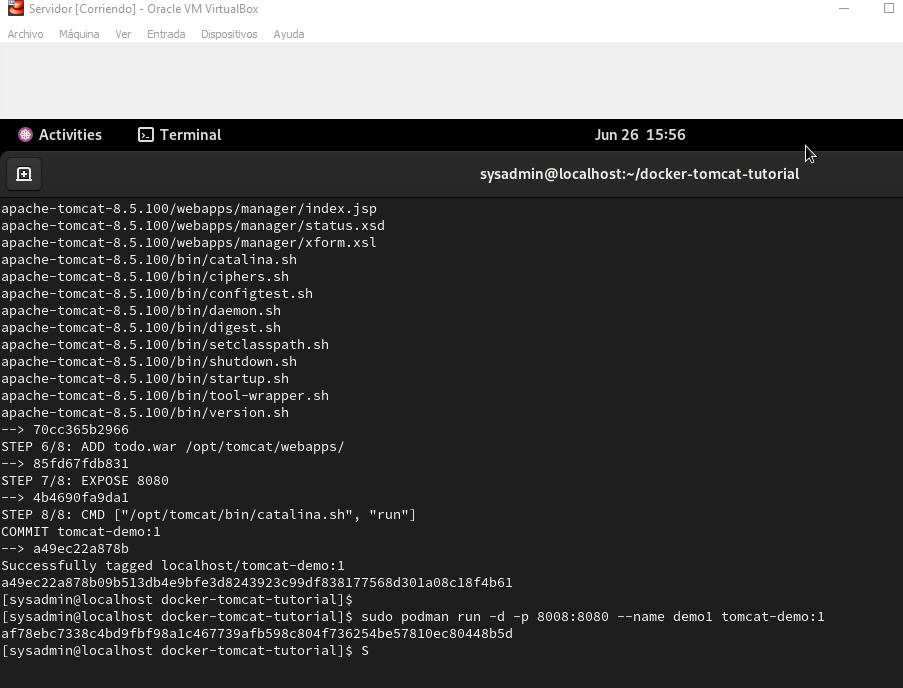 Servidor [Corriendo] - Oracle VM VirtualBox
Archivo Máquina Ver Entrada Dispositivos Ayuda
Activities Terminal Jun 26 15:56
sysadmin@localhost:~/docker-tomcat-tutorial
apache-tomcat-8.5.100/webapps/manager/index.jsp
apache-tomcat-8.5.100/webapps/manager/status.xsd
apache-tomcat-8.5.100/webapps/manager/xform.xsl
apache-tomcat-8.5.100/bin/catalina.sh
apache-tomcat-8.5.100/bin/ciphers.sh
apache-tomcat-8.5.100/bin/configtest.sh
apache-tomcat-8.5.100/bin/daemon.sh
apache-tomcat-8.5.100/bin/digest.sh
apache-tomcat-8.5.100/bin/setclasspath.sh
apache-tomcat-8.5.100/bin/shutdown.sh
apache-tomcat-8.5.100/bin/startup.sh
apache-tomcat-8.5.100/bin/tool-wrapper.sh
apache-tomcat-8.5.100/bin/version.sh
--> 70cc365b2966
STEP 6/8: ADD todo.war /opt/tomcat/webapps/
--> 85fd67fdb831
STEP 7/8: EXPOSE 8080
--> 4b4690fa9da1
STEP 8/8: CMD ["/opt/tomcat/bin/catalina.sh", "run"]
COMMIT tomcat-demo:1
--> a49ec22a878b
Successfully tagged localhost/tomcat-demo:1
a49ec22a878b09b513db4e9bfe3d8243923c99df838177568d301a08c18f4b61
[sysadmin@localhost docker-tomcat-tutorial]$
[sysadmin@localhost docker-tomcat-tutorial]$ sudo podman run -d -p 8008:8080 --name demo1 tomcat-demo:1
af78ebc7338c4bd9fbf98a1c467739afb598c804f736254be57810ec80448b5d
[sysadmin@localhost docker-tomcat-tutorial]$ S